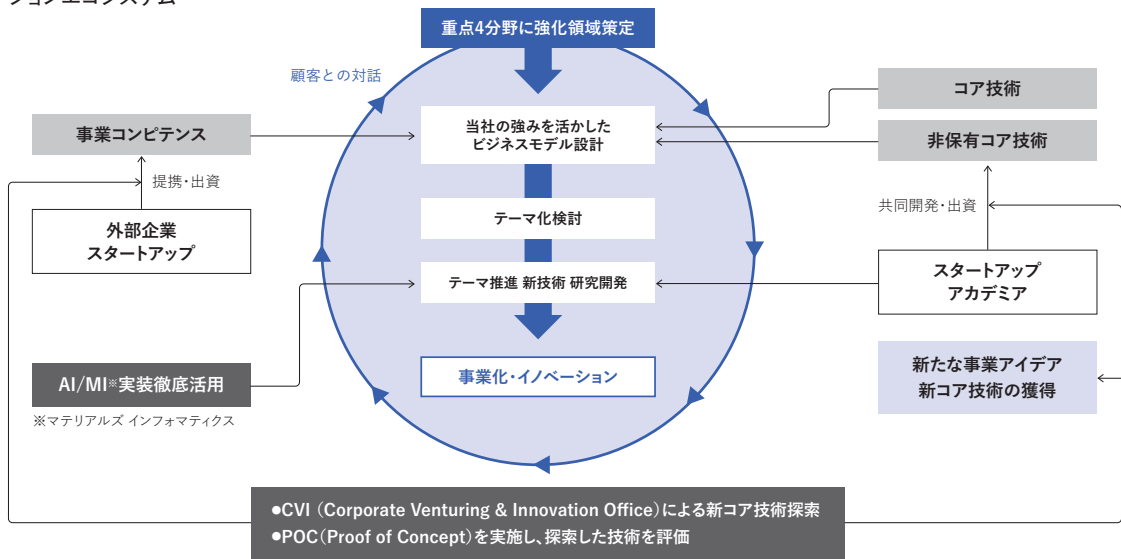 ションエコシステム
重点4分野に強化領域策定
顧客との対話
事業コンピテンス
提携・出資
外部企業
スタートアップ
当社の強みを活かした
ビジネスモデル設計
テーマ化検討
テーマ推進 新技術 研究開発
事業化・イノベーション
コア技術
非保有コア技術
共同開発・出資
スタートアップ
アカデミア
新たな事業アイデア
新コア技術の獲得
AI/MI※実装徹底活用
※マテリアルズ インフォマティクス
●CVI（Corporate Venturing & Innovation Office）による新コア技術探索
●POC（Proof of Concept）を実施し、探索した技術を評価